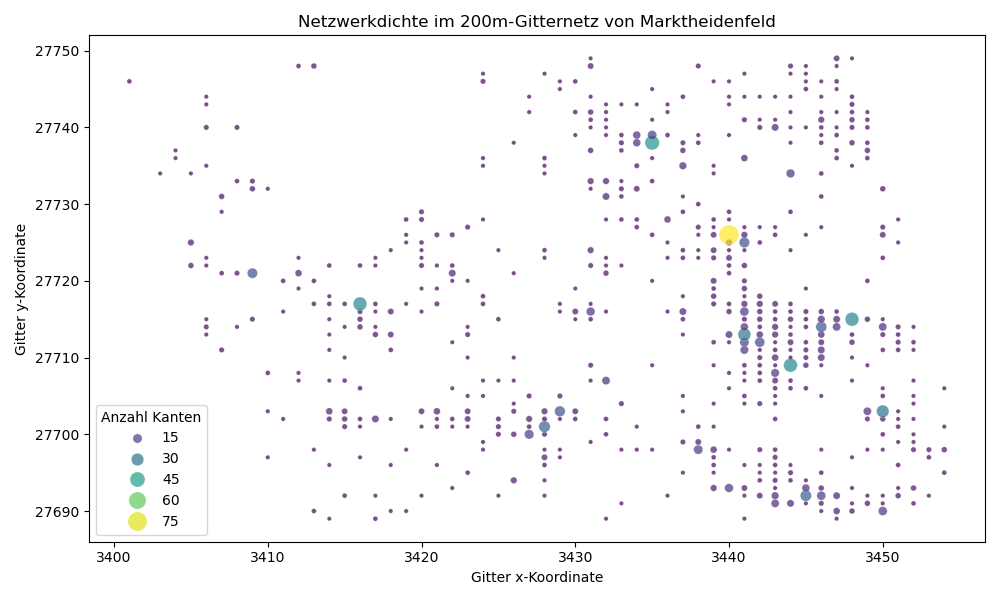 Netzwerkdichte im 200m-Gitternetz von Marktheidenfeld
Gitter y-Koordinate
27750
27740
27730
27720
27710
27700
27690
Anzahl Kanten
15
30
45
60
75
3400 3410 3420 3430 3440 3450
Gitter x-Koordinate